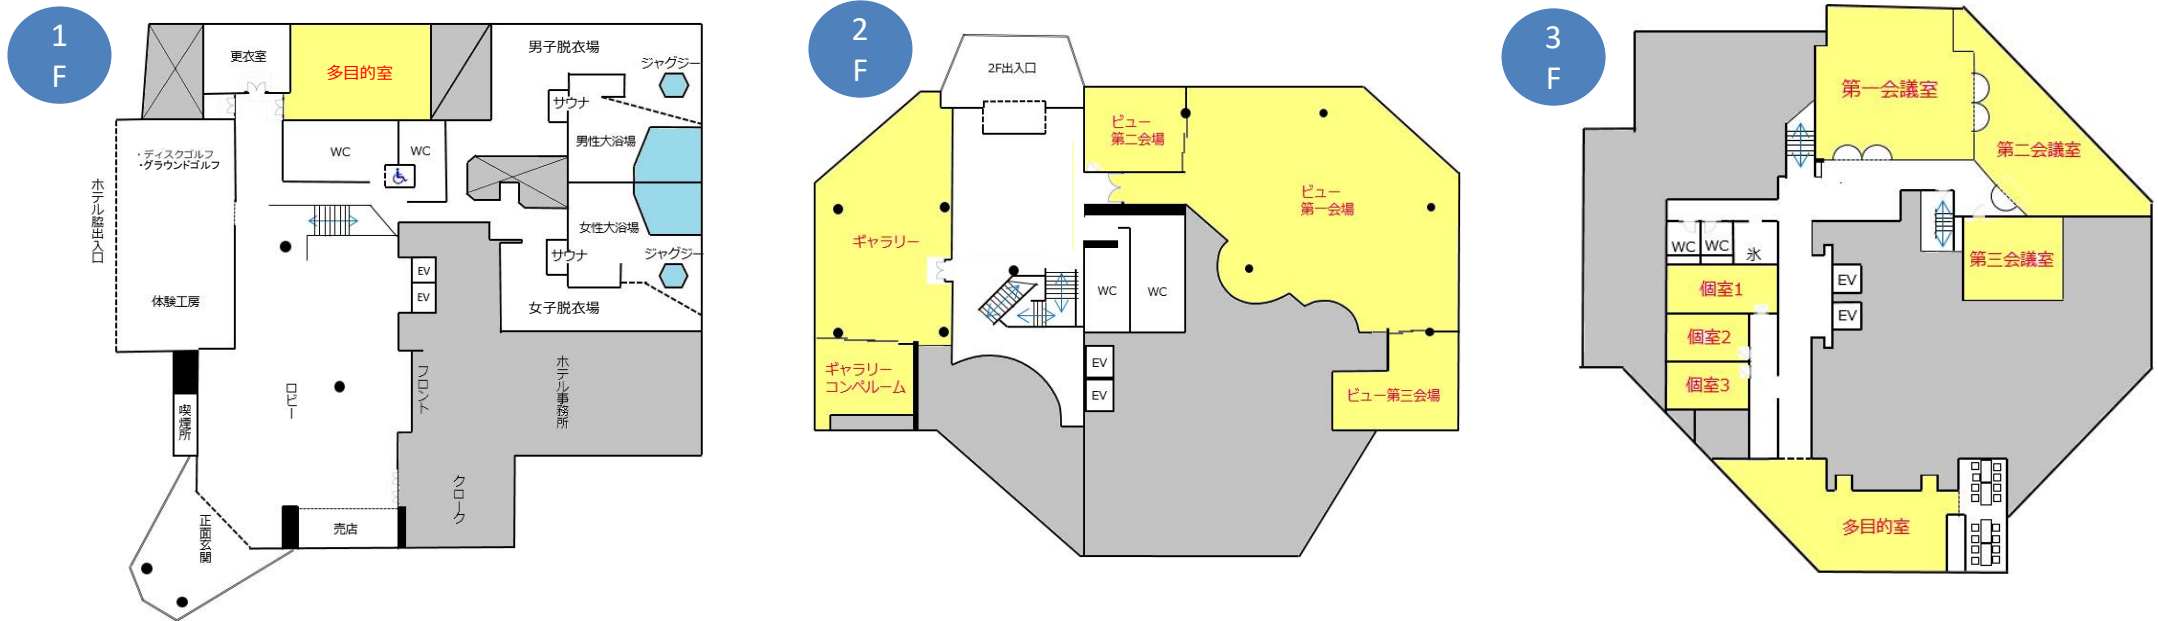 1
F
更衣室
多目的室
男子脱衣場
ジャグジー
サウナ
男性大浴場
WC
WC
・ディスクゴルフ
・グラウンドゴルフ
ホテル脇出入口
体験工房
女性大浴場
サウナ
ジャグジー
女子脱衣場
EV
EV
ロビー
フロント
ホテル事務所
喫煙所
クローク
正面玄関
売店
2
F
2F出入口
ビュー
第二会場
ビュー
第一会場
ギャラリー
WC
WC
ギャラリー
コンペルーム
EV
EV
ビュー第三会場
3
F
第一会議室
第二会議室
第三会議室
WC
WC
氷
個室1
個室2
個室3
EV
EV
多目的室